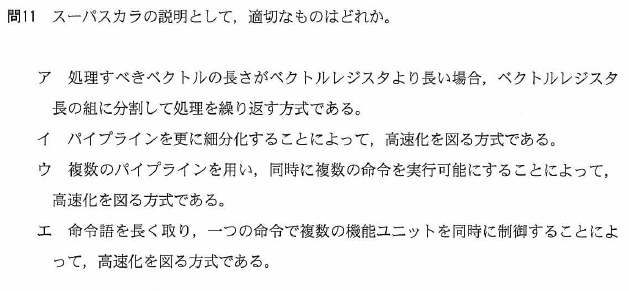 問11 スーパスカラの説明として，適切なものはどれか。
ア 処理すべきベクトルの長さがベクトルレジスタより長い場合，ベクトルレジスタ
長の組に分割して処理を繰り返す方式である。
イ パイプラインを更に細分化することによって，高速化を図る方式である。
ウ 複数のパイプラインを用い，同時に複数の命令を実行可能にすることによって，
高速化を図る方式である。
エ 命令語を長く取り，一つの命令で複数の機能ユニットを同時に制御することによ
って，高速化を図る方式である。